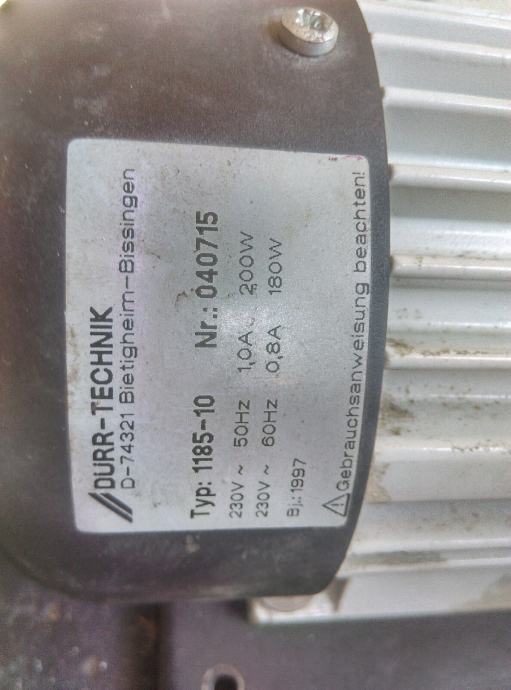 DÜRR-TECHNIK
D-74321 Bietigheim-Bissingen
Typ: 1185-10 Nr.: 040715
230V ~ 50Hz 1,0A 200W
230V ~ 60Hz 0,8A 180W
Bj.:1997
Gebrauchsanweisung beachten!